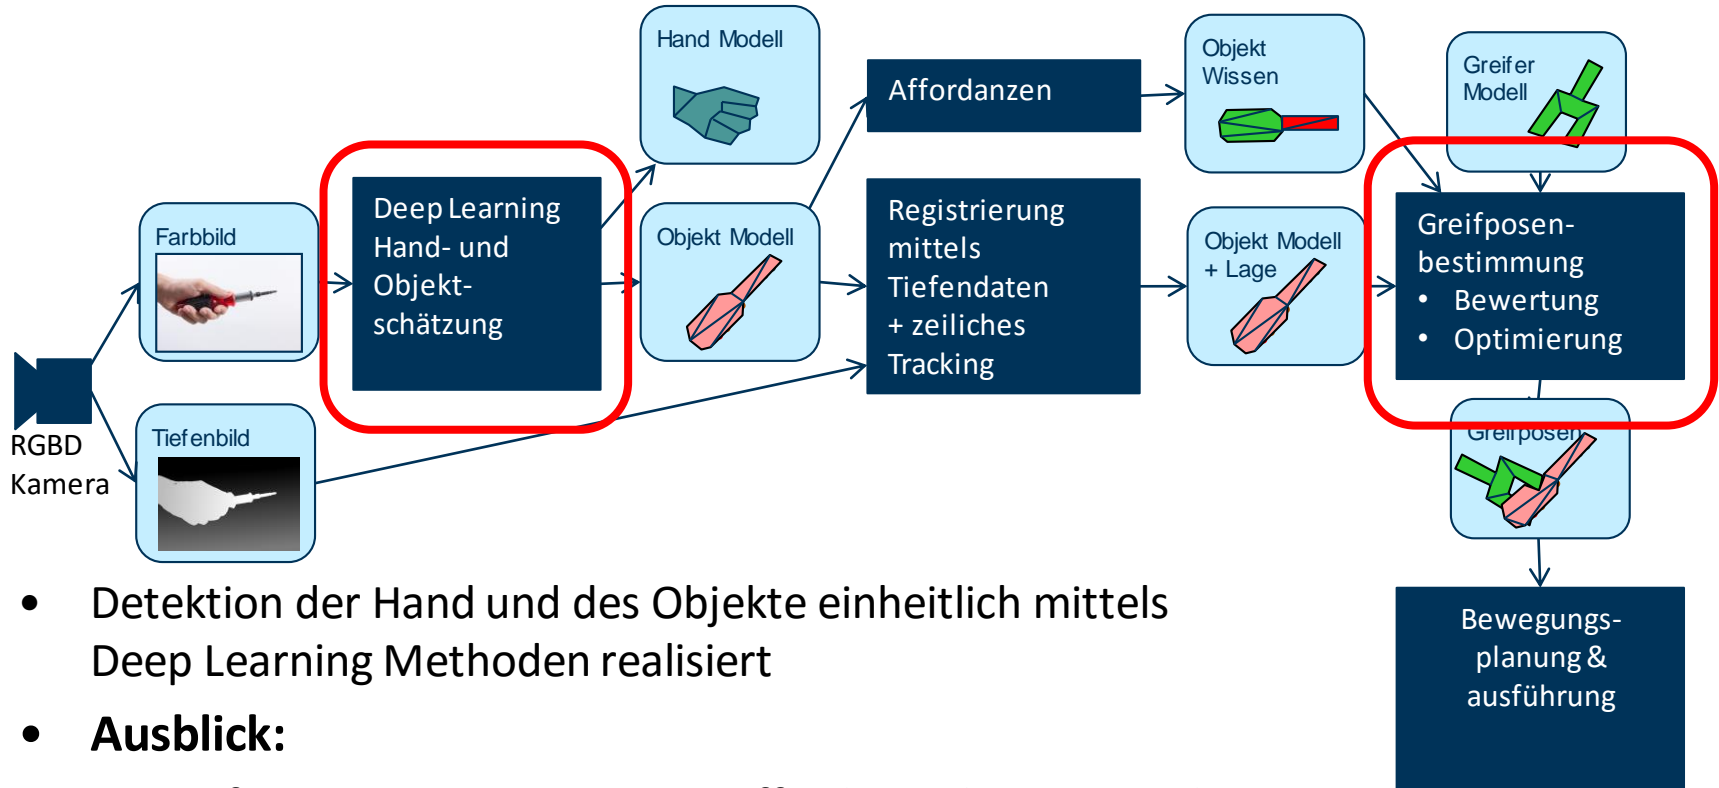 Hand Modell
Objekt
Wissen
Greifer
Modell
Affordanzen
Farbbild
Deep Learning
Hand- und
Objekt-
schätzung
Objekt Modell
Registrierung
mittels
Tiefendaten
+ zeiliches
Tracking
Objekt Modell
+ Lage
Greifposen-
bestimmung
• Bewertung
• Optimierung
RGBD
Kamera
Tiefenbild
Greifposen
• Detektion der Hand und des Objekte einheitlich mittels
Deep Learning Methoden realisiert
• Ausblick:
Bewegungs-
planung &
ausführung